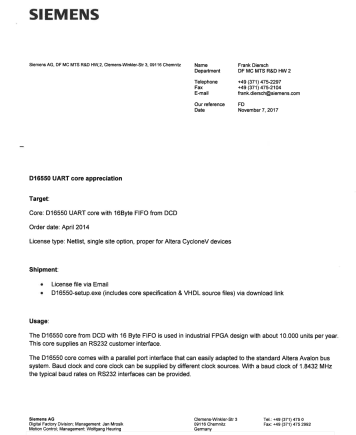 SIEMENS
Siemens AG, DF MC MTS R&D HW;2, Clemens-Winkler-Str 3, 09116 Chemnitz
Name Frank Diersch
Department DF MC MTS R&D HW 2
Telephone +49 (371) 475-2297
Fax +49 (371) 475-2104
E-mail frank.diersch@siemens.com
Our reference FD
Date November 7, 2017
D16550 UART core appreciation
Target:
Core: D16550 UART core with 16Byte FIFO from DCD
Order date: April 2014
License type: Netlist, single site option, proper for Altera CycloneV devices
Shipment:
• License file via Email
• D16550-setup.exe (includes core specification & VHDL source files) via download link
Usage:
The D16550 core from DCD with 16 Byte FIFO is used in industrial FPGA design with about 10.000 units per year.
This core supplies an RS232 customer interface.
The D16550 core comes with a parallel port interface that can easily adapted to the standard Altera Avalon bus
system. Baud clock and core clock can be supplied by different clock sources. With a baud clock of 1.8432 MHz
the typical baud rates on RS232 interfaces can be provided.
Siemens AG
Digital Factory Division; Management: Jan Mrosik
Motion Control; Management: Wolfgang Heuring
Clemens-Winkler-Str 3
09116 Chemnitz
Germany
Tel.: +49 (371) 475 0
Fax: +49 (371) 475 2992